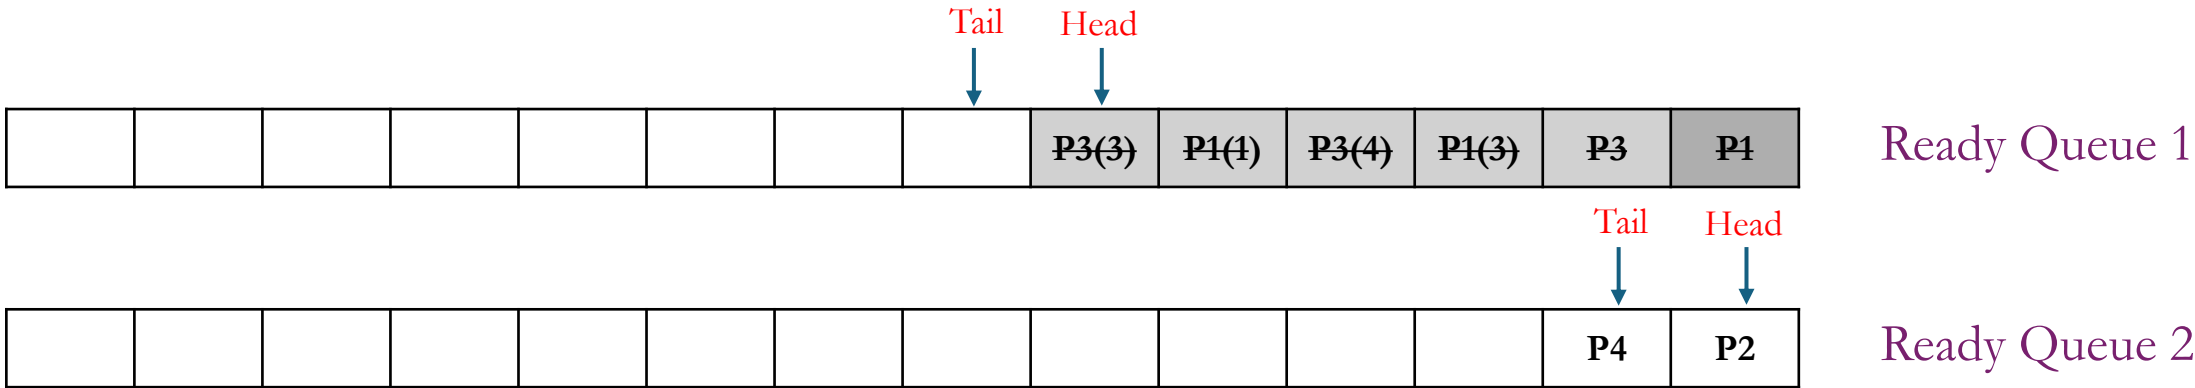 Tail Head
P3(3) P1(1) P3(4) P1(3) P3 P1 Ready Queue 1
Tail Head
P4 P2 Ready Queue 2